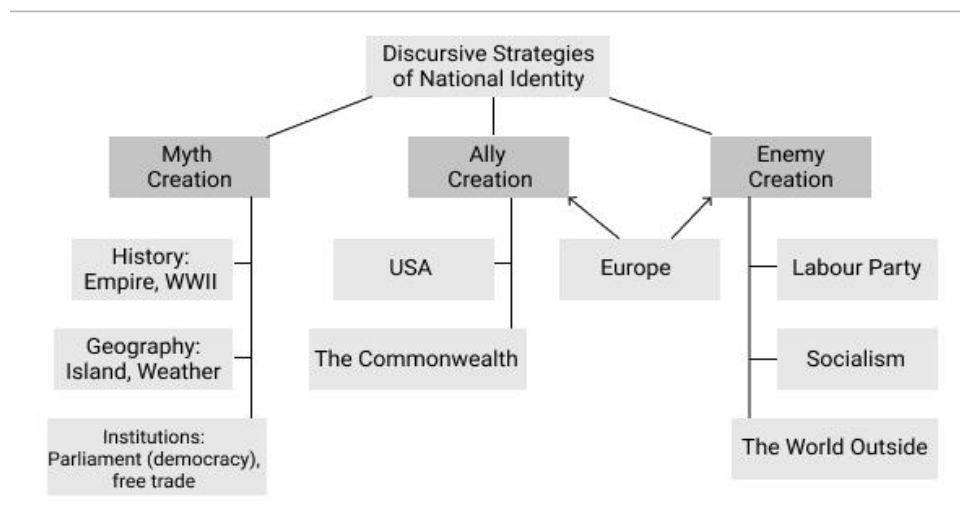 Discursive Strategies
of National Identity
Myth
Creation
Ally
Creation
Enemy
Creation
History:
Empire, WWII
USA
Europe
Labour Party
Geography:
Island, Weather
The Commonwealth
Socialism
Institutions:
Parliament (democracy),
free trade
The World Outside